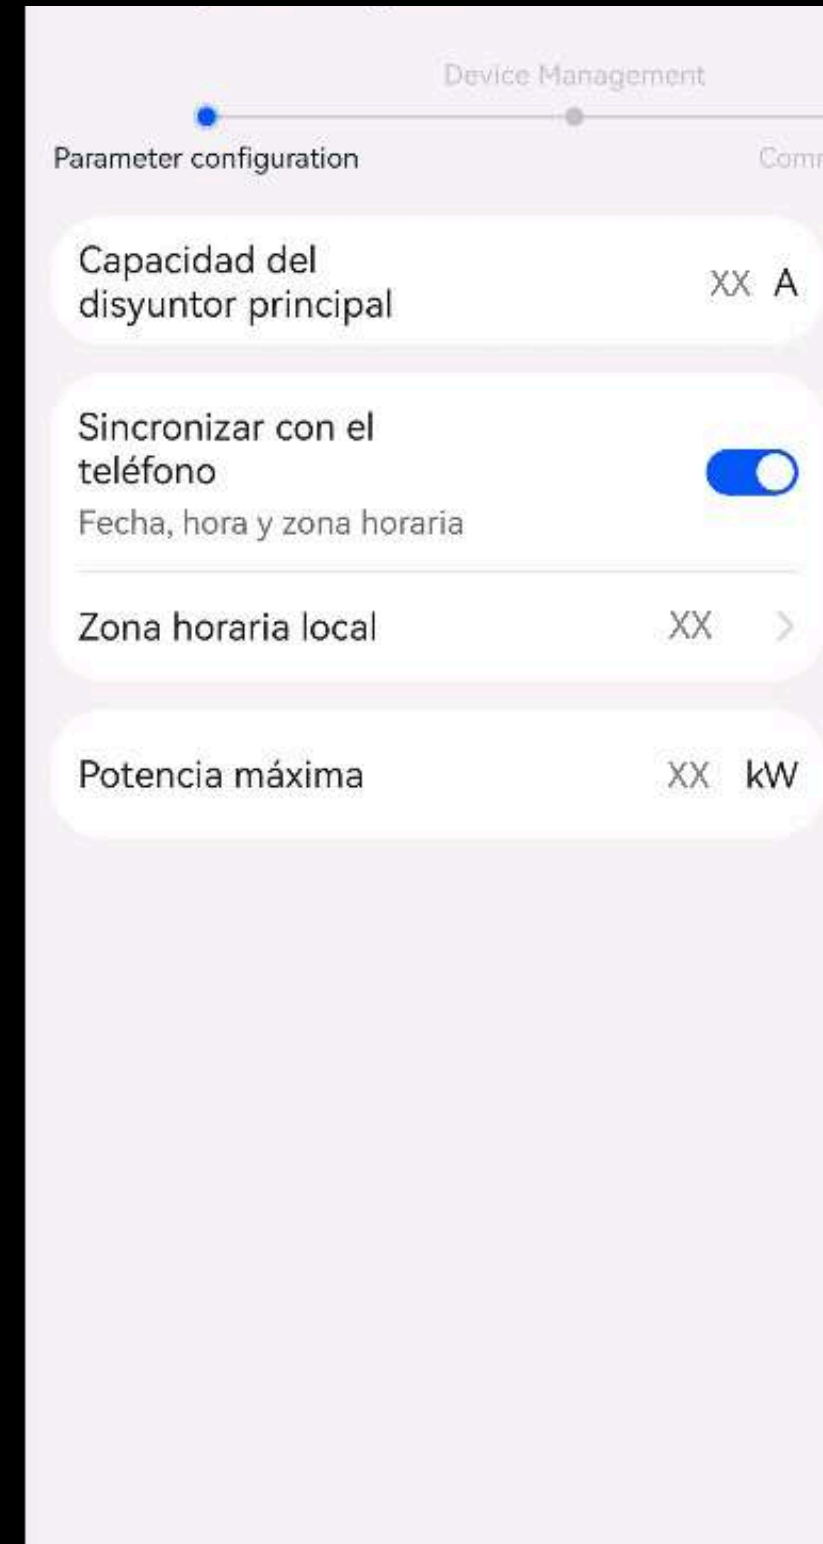 Device Management
Parameter configuration
Capacidad del
disyuntor principal
XX A
Sincronizar con el
teléfono
Fecha, hora y zona horaria
Zona horaria local
XX
Potencia máxima
XX kW